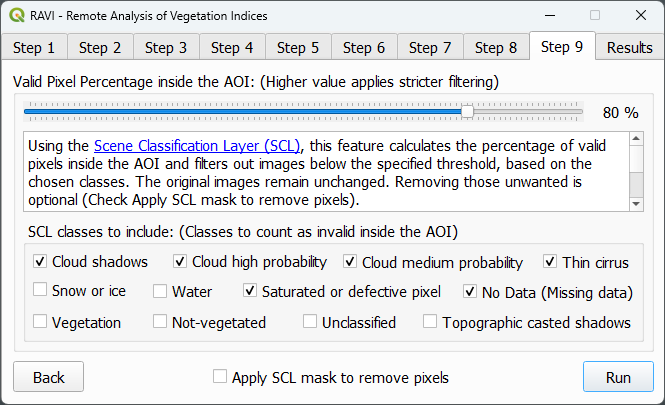 RAVI - Remote Analysis of Vegetation Indices
Step 1 Step 2 Step 3 Step 4 Step 5 Step 6 Step 7 Step 8 Step 9 Results
Valid Pixel Percentage inside the AOI: (Higher value applies stricter filtering)
80 %
Using the Scene Classification Layer (SCL), this feature calculates the percentage of valid
pixels inside the AOI and filters out images below the specified threshold, based on the
chosen classes. The original images remain unchanged. Removing those unwanted is
optional (Check Apply SCL mask to remove pixels).
SCL classes to include: (Classes to count as invalid inside the AOI)
Cloud shadows Cloud high probability Cloud medium probability Thin cirrus
Snow or ice Water Saturated or defective pixel No Data (Missing data)
Vegetation Not-vegetated Unclassified Topographic casted shadows
Back Apply SCL mask to remove pixels Run